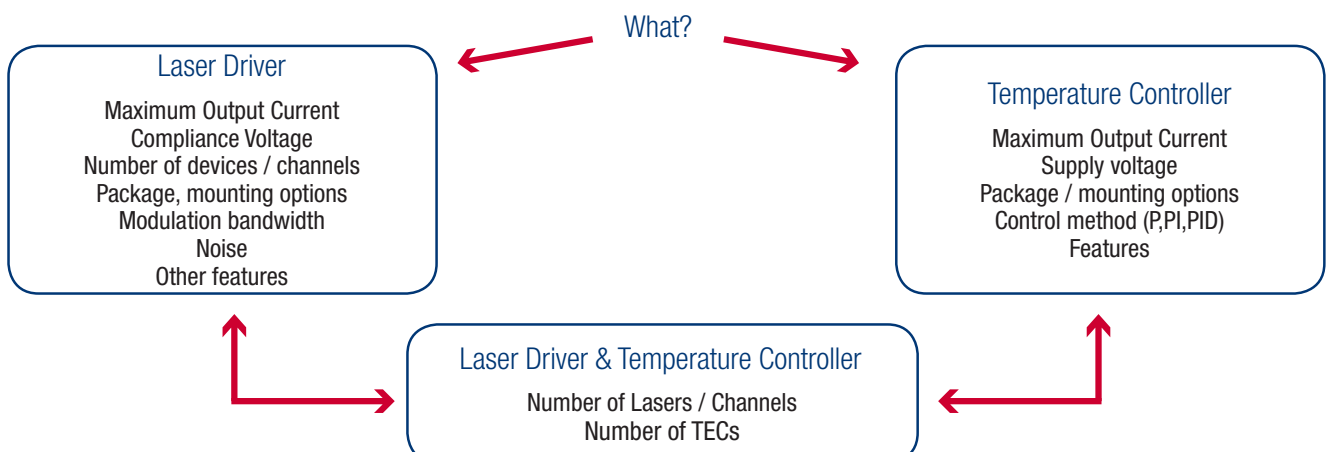 What?
Laser Driver
Maximum Output Current
Compliance Voltage
Number of devices / channels
Package, mounting options
Modulation bandwidth
Noise
Other features
Temperature Controller
Maximum Output Current
Supply voltage
Package / mounting options
Control method (P,PI,PID)
Features
Laser Driver & Temperature Controller
Number of Lasers / Channels
Number of TECs